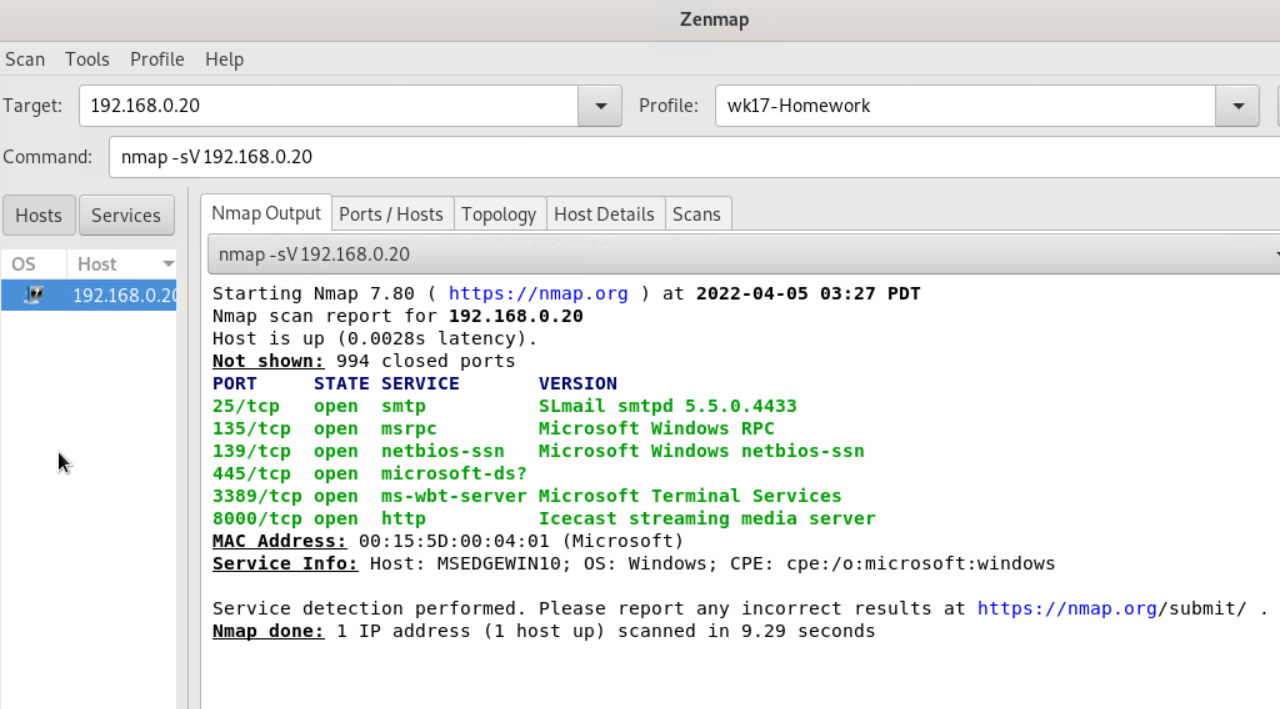 Zenmap
Scan Tools Profile Help
Target: 192.168.0.20 Profile: wk17-Homework
Command: nmap -sV 192.168.0.20
Hosts Services Nmap Output Ports / Hosts Topology Host Details Scans
OS Host nmap -sV 192.168.0.20
192.168.0.20
Starting Nmap 7.80 ( https://nmap.org ) at 2022-04-05 03:27 PDT
Nmap scan report for 192.168.0.20
Host is up (0.0028s latency).
Not shown: 994 closed ports
PORT STATE SERVICE VERSION
25/tcp open smtp SLmail smtpd 5.5.0.4433
135/tcp open msrpc Microsoft Windows RPC
139/tcp open netbios-ssn Microsoft Windows netbios-ssn
445/tcp open microsoft-ds?
3389/tcp open ms-wbt-server Microsoft Terminal Services
8000/tcp open http Icecast streaming media server
MAC Address: 00:15:5D:00:04:01 (Microsoft)
Service Info: Host: MSEDGEWIN10; OS: Windows; CPE: cpe:/o:microsoft:windows
Service detection performed. Please report any incorrect results at https://nmap.org/submit/ .
Nmap done: 1 IP address (1 host up) scanned in 9.29 seconds